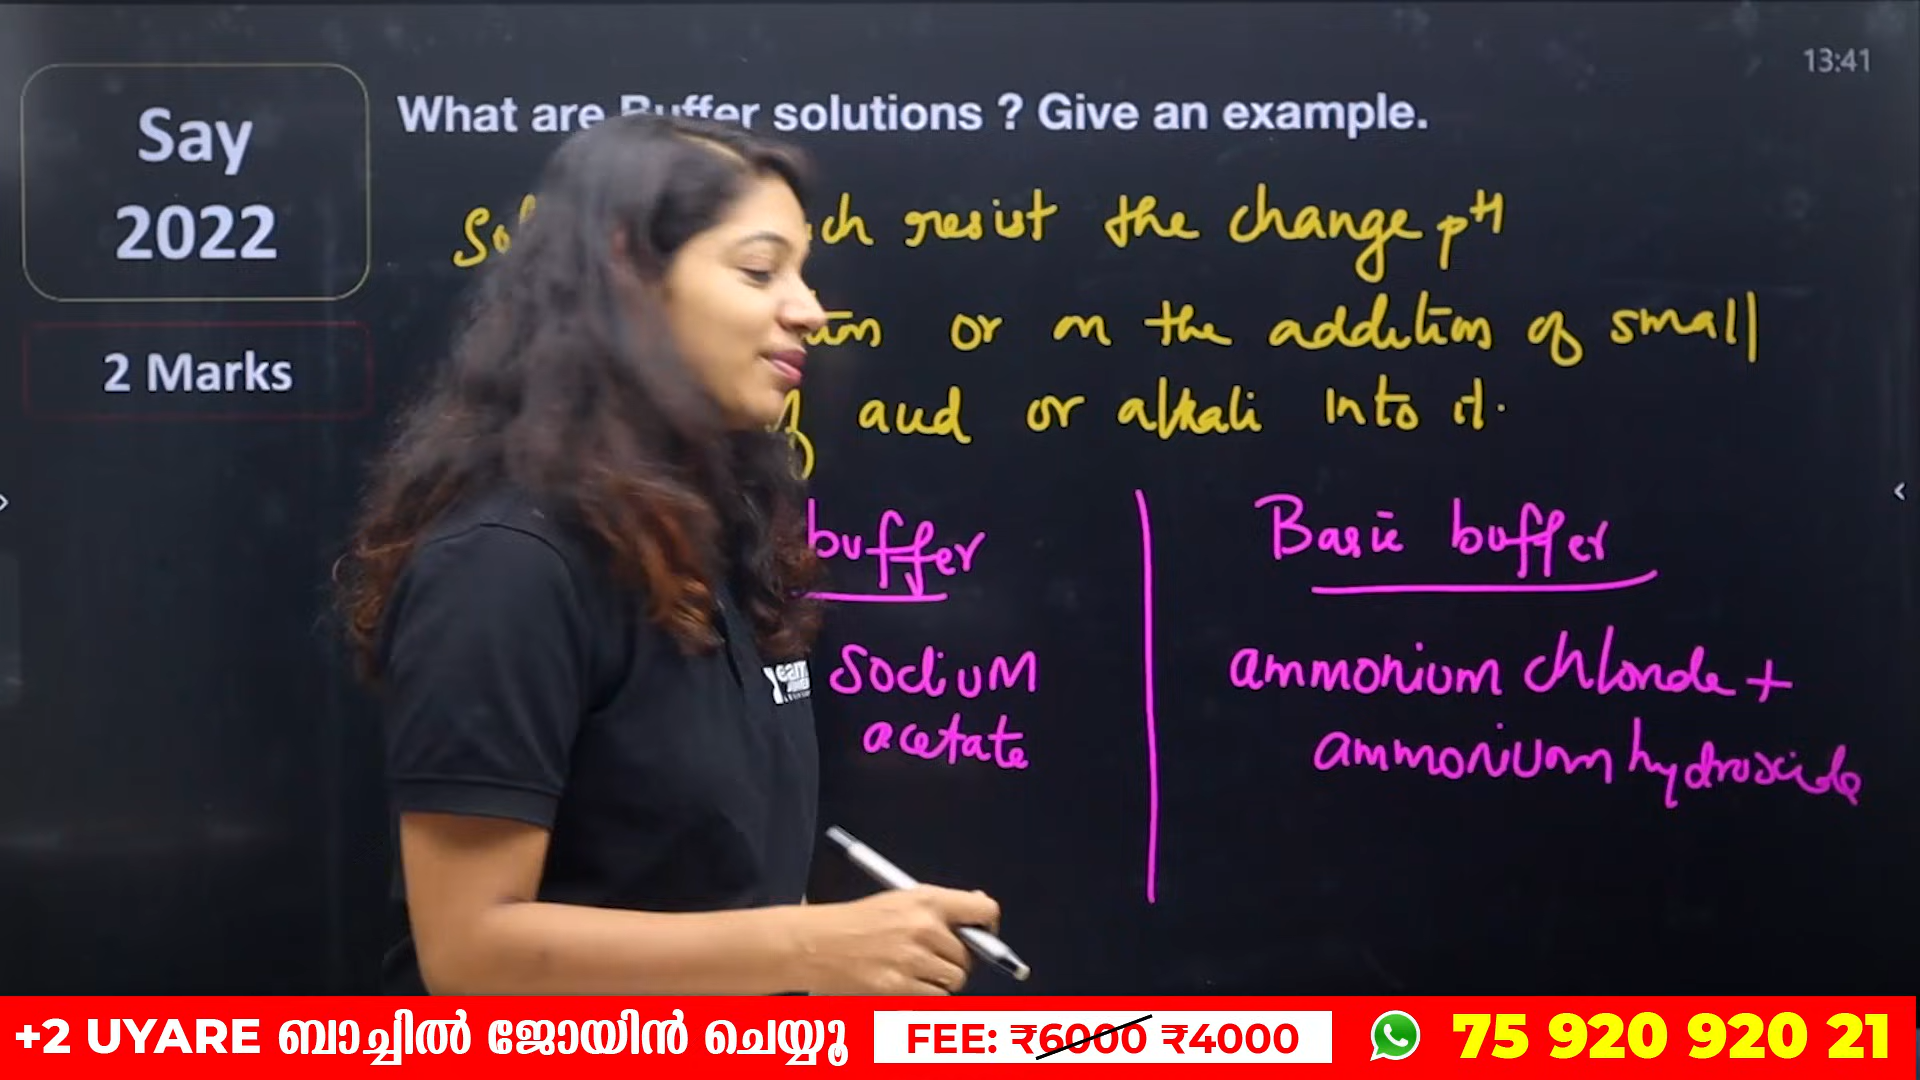 13:41
Say
2022
2 Marks
What are Buffer solutions ? Give an example.
resist the change pH
or on the addition of small
acid or alkali into it.
buffer
Sodium
acetate
Basic buffer
ammonium chloride +
ammonium hydroxide
+2 UYARE ബാച്ചിൽ ജോയിൻ ചെയ്യൂ
FEE: ₹6000 ₹4000
75 920 920 21